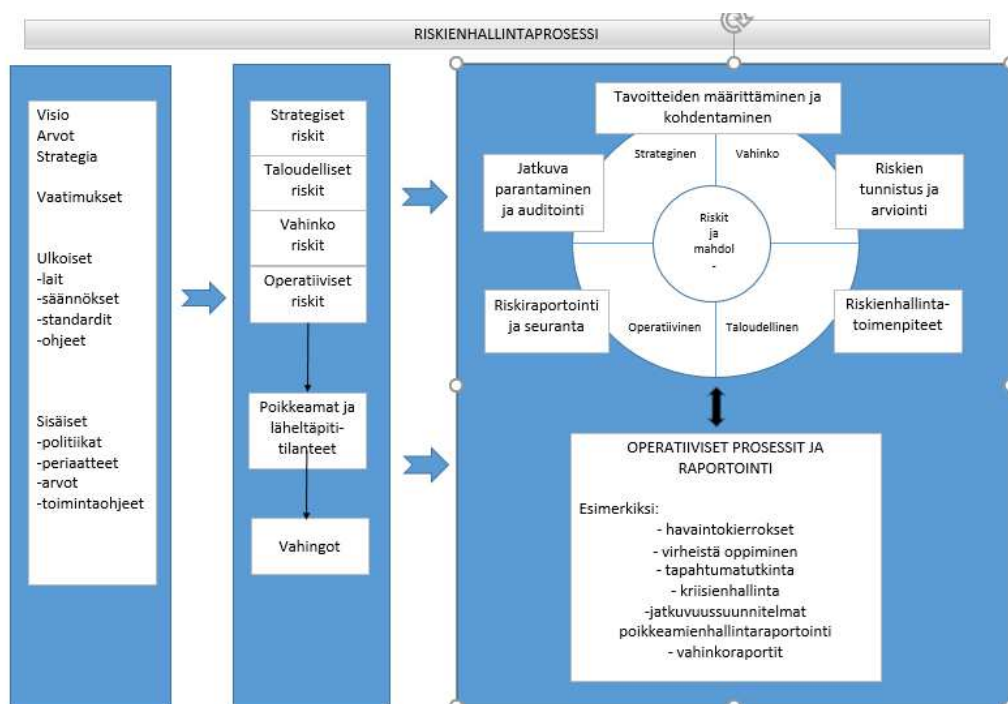 RISKIENHALLINTAPROSESSI
Visio
Arvot
Strategia
Vaatimukset
Ulkoiset
-lait
-säännökset
-standardit
-ohjeet
Sisäiset
-politiikat
-periaatteet
-arvot
-toimintaohjeet
Strategiset
riskit
Taloudelliset
riskit
Vahinko
riskit
Operatiiviset
riskit
Poikkeamat ja
läheltäpiti-
tilanteet
Vahingot
Tavoitteiden määrittäminen ja
kohdentaminen
Strateginen
Vahinko
Jatkuva
parantaminen
ja auditointi
Riskien
tunnistus ja
arviointi
Riskit
ja
mahdol
-
Riskiraportointi
ja seuranta
Operatiivinen
Taloudellinen
Riskienhallinta-
toimenpiteet
OPERATIIVISET PROSESSIT JA
RAPORTOINTI
Esimerkiksi:
- havaintokierrokset
- virheistä oppiminen
- tapahtumatutkinta
- kriisienhallinta
-jatkuvuussuunnitelmat
poikkeamienhallintaraportointi
- vahinkoraportit